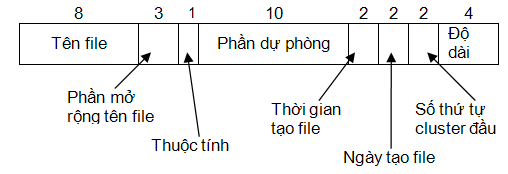 8 3 1 10 2 2 2 4
Tên file Phần dự phòng Độ
dài
Phần mở
rộng tên file
Thuộc tính
Thời gian
tạo file
Ngày tạo file
Số thứ tự
cluster đầu